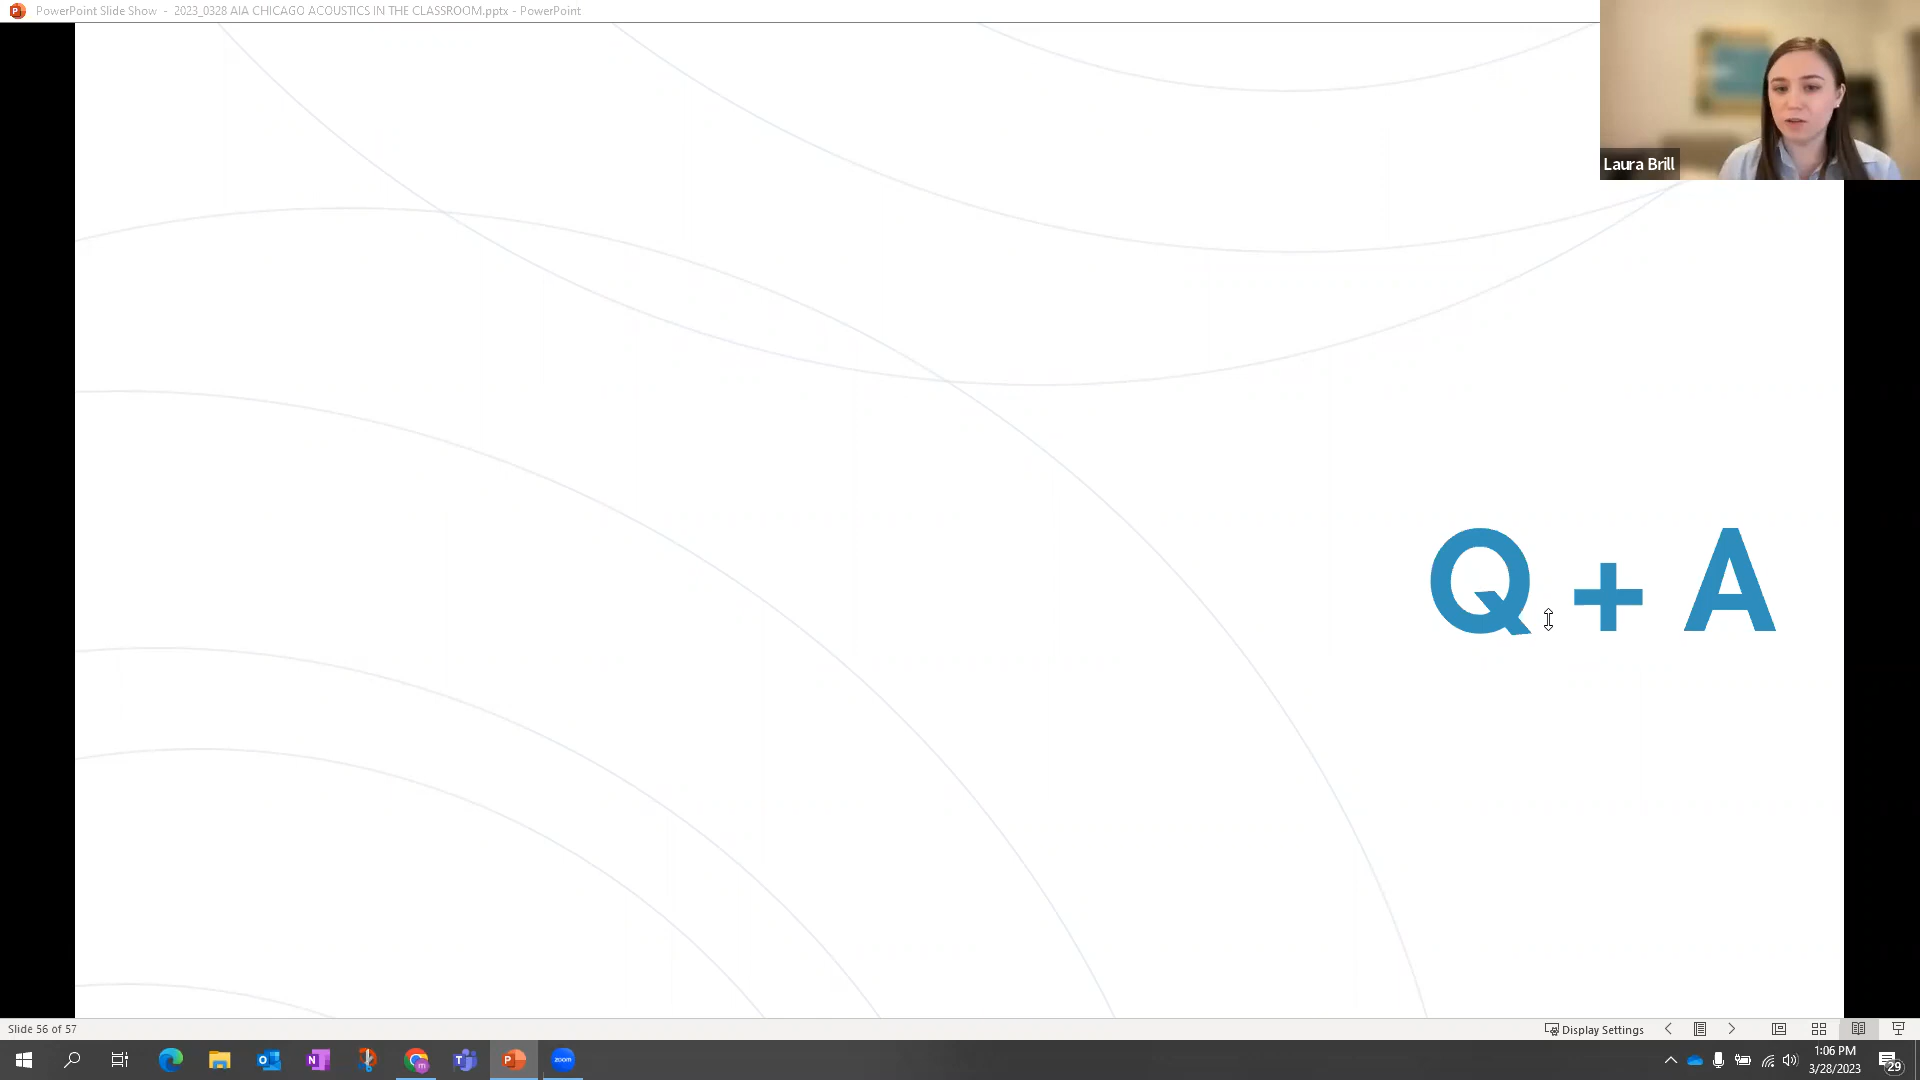 PowerPoint Slide Show - 2023_0328 AIA CHICAGO ACOUSTICS IN THE CLASSROOM.pptx - PowerPoint
Laura Brill
Q + A
Slide 56 of 57
Display Settings
zoom
1:06 PM
3/28/2023
29